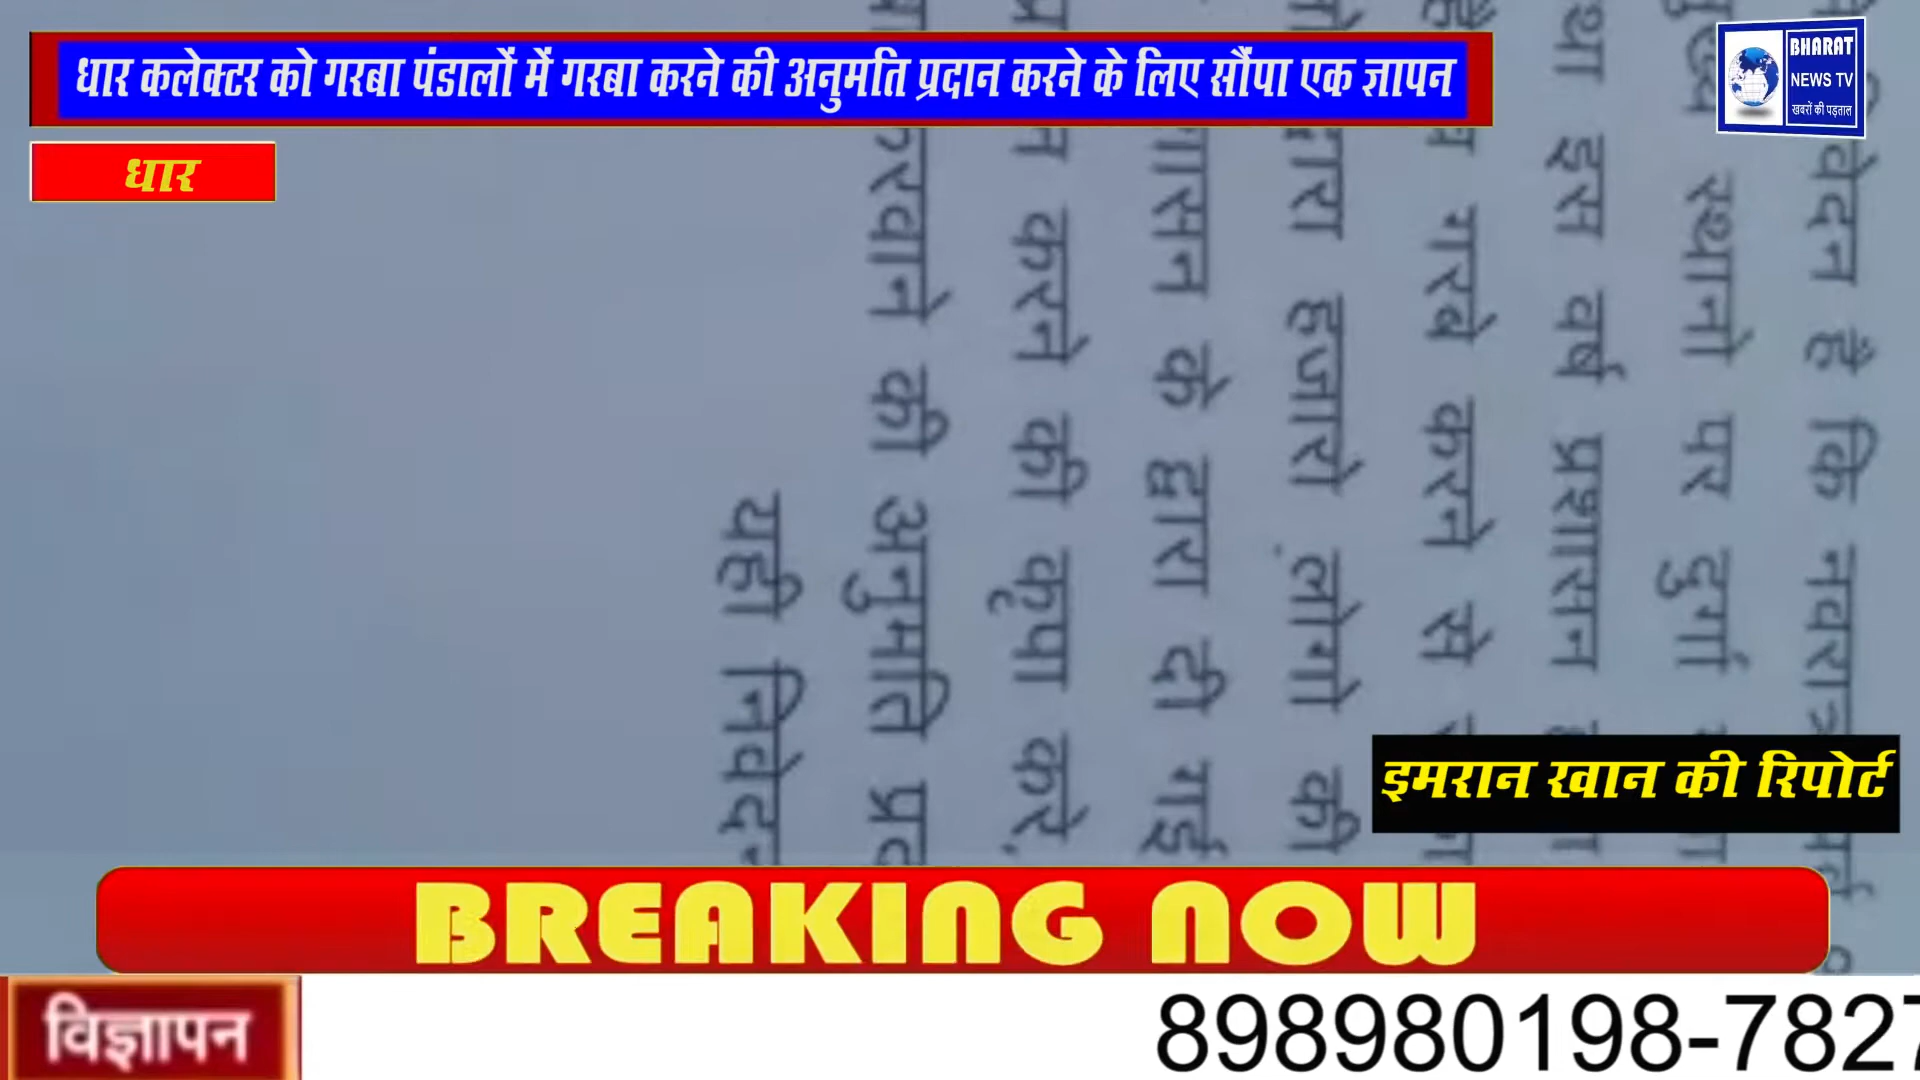 धार कलेक्टर को गरबा पंडालों में गरबा करने की अनुमति प्रदान करने के लिए सौंपा एक ज्ञापन
BHARAT
NEWS TV
खबरों की पड़ताल
धार
वेदन है कि नवरात्र
मुख्य स्थानो पर दुर्गा
था इस वर्ष प्रशासन
गरबे करने से
द्वारा हजारो लोगो की
शासन के द्वारा दी गई
न करने की कृपा करे,
करवाने की अनुमति
यही निवेदन
इमरान खान की रिपोर्ट
BREAKING NOW
विज्ञापन
898980198-7827